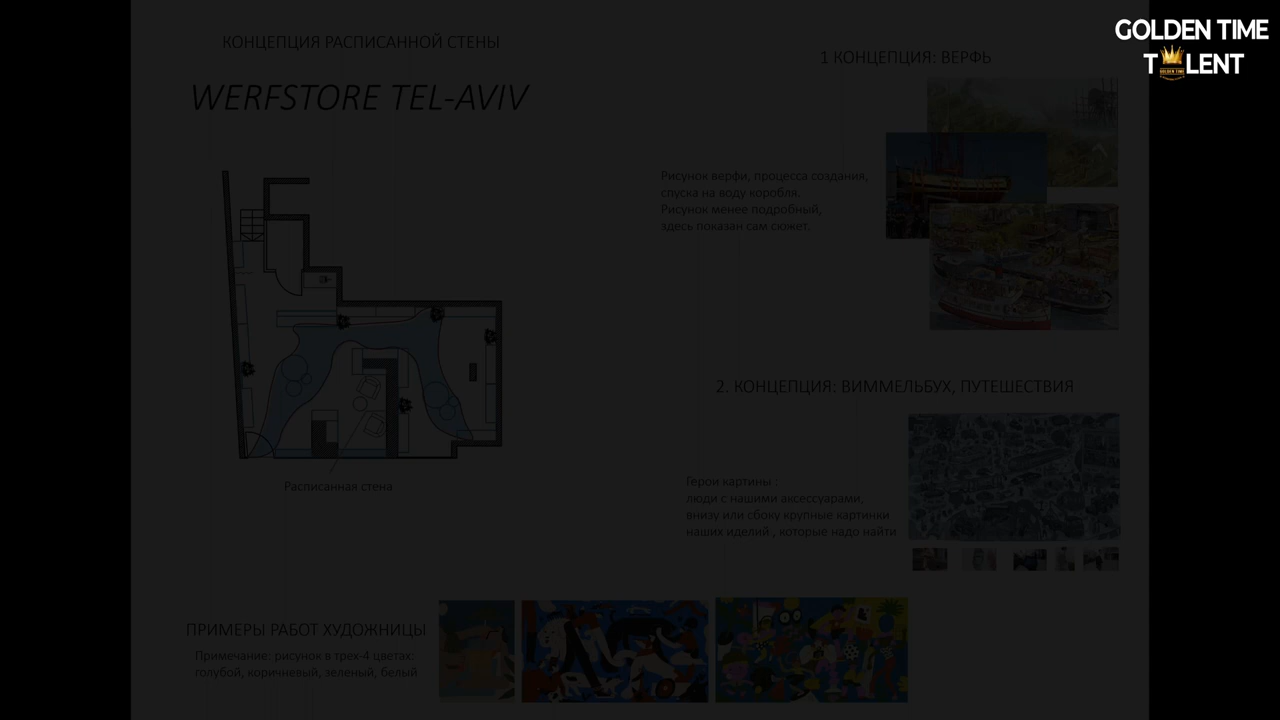 КОНЦЕПЦИЯ РАСПИСАННОЙ СТЕНЫ
WERFSTORE TEL-AVIV
Расписанная стена
1 КОНЦЕПЦИЯ: ВЕРФЬ
Рисунок верфи, процесса создания,
спуска на воду коробля.
Рисунок менее подробный,
здесь показан сам сюжет.
2. КОНЦЕПЦИЯ: ВИММЕЛЬБУХ, ПУТЕШЕСТВИЯ
Герои картины :
люди с нашими аксессуарами,
внизу или сбоку крупные картинки
наших иделий , которые надо найти
ПРИМЕРЫ РАБОТ ХУДОЖНИЦЫ
Примечание: рисунок в трех-4 цветах:
голубой, коричневый, зеленый, белый
GOLDEN TIME
TALENT